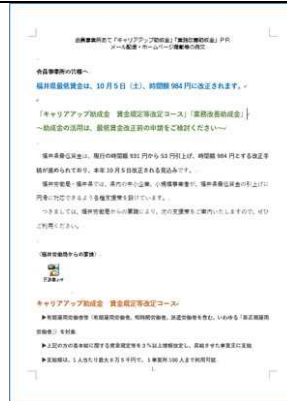 会員事業所あて「キャリアアップ助成金」「業務改善助成金」ＰＲ
メール配信・ホームページ掲載等の例文
会員事業所の皆様へ
福井県最低賃金は、10月5日（土）、時間額984円に改正されます。
「キャリアアップ助成金　賃金規定等改定コース」「業務改善助成金」
～助成金の活用は、最低賃金改正前の申請をご検討ください～
福井県最低賃金は、現行の時間額931円から53円引上げ、時間額984円とする改正手
続が進められており、本年10月5日改正される見込みです。
福井労働局・福井県では、県内の中小企業、小規模事業者が、福井県最低賃金の引上げに
円滑に対応できるよう各種支援等を設けています。
つきましては、福井労働局からの要請により、次の支援策をご案内いたしますので、ぜひ
ご利用ください。
（福井労働局からの要請）
キャリアアップ助成金　賃金規定等改定コース
▶有期雇用労働者等（有期雇用労働者、短時間労働者、派遣労働者を含む、いわゆる「非正規雇用
労働者」）を対象
▶上記の方の基本給に関する賃金規定等を3％以上増額改定し、昇給させた事業主に支給
▶支給額は、1人当たり最大6万5千円で、1事業所100人まで利用可能
1